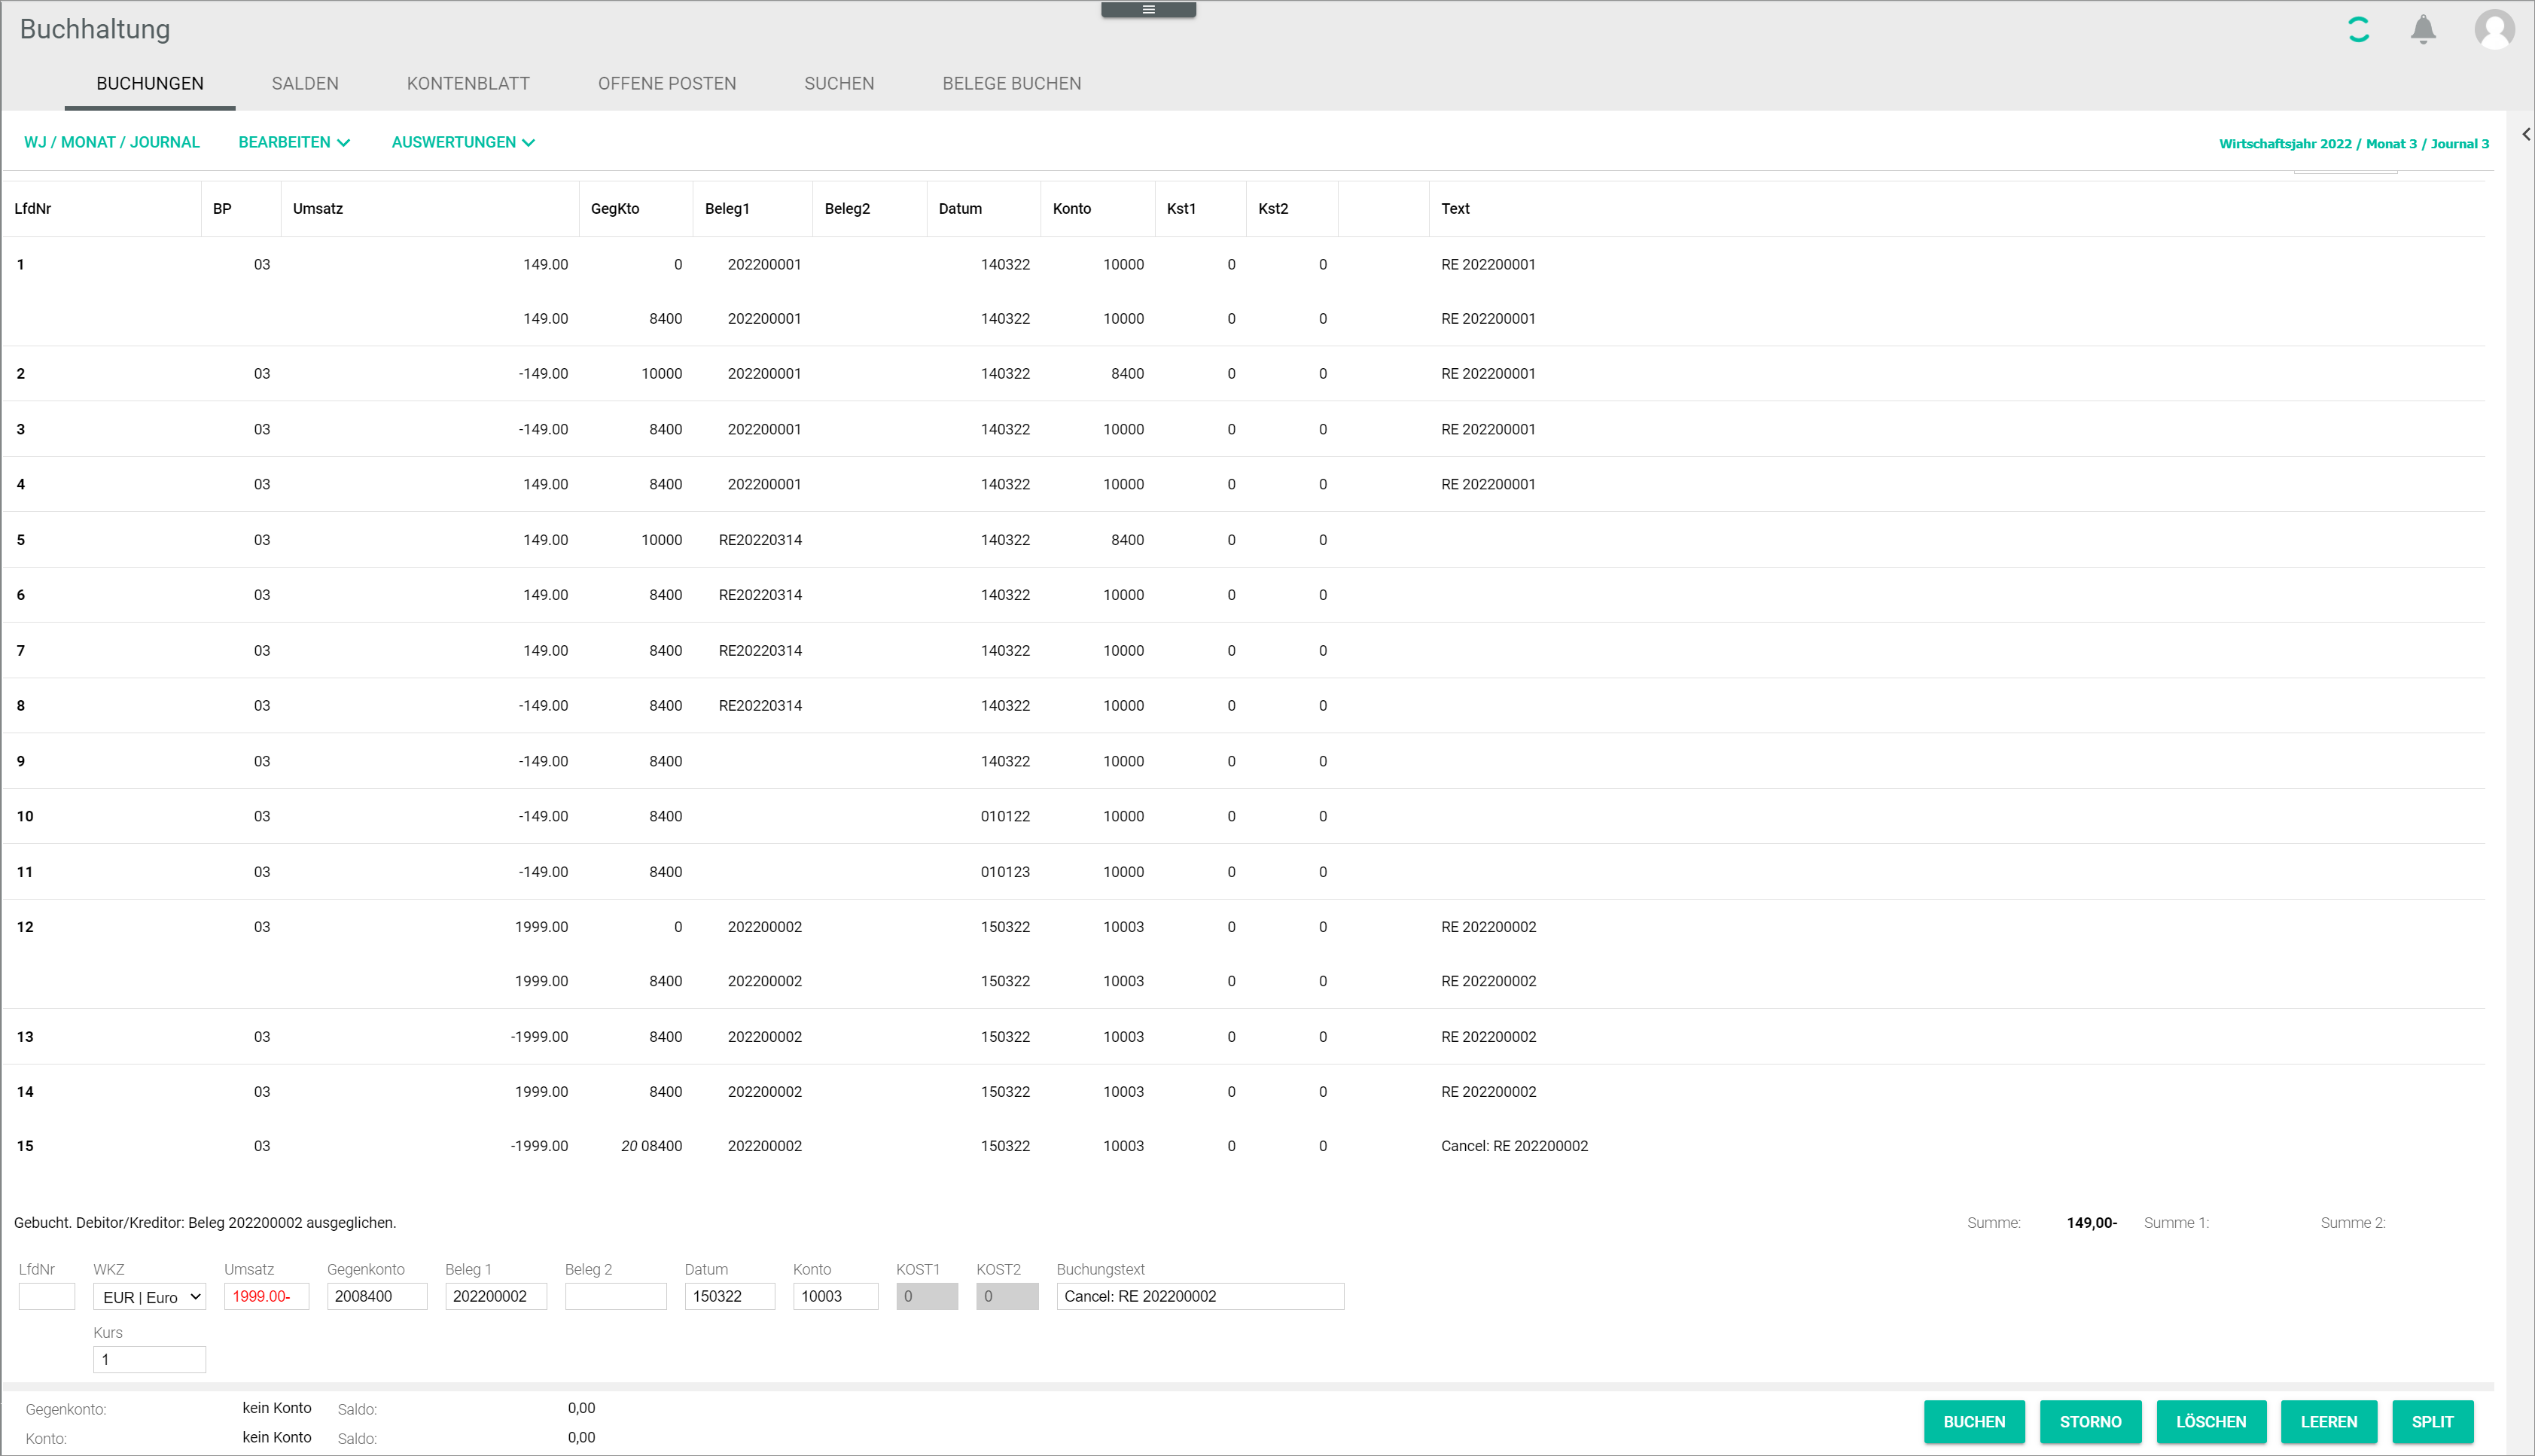 Buchhaltung
BUCHUNGEN SALDEN KONTENBLATT OFFENE POSTEN SUCHEN BELEGE BUCHEN
WJ / MONAT / JOURNAL BEARBEITEN AUSWERTUNGEN Wirtschaftsjahr 2022 / Monat 3 / Journal 3
LfdNr BP Umsatz GegKto Beleg1 Beleg2 Datum Konto Kst1 Kst2 Text
1 03 149.00 0 202200001 140322 10000 0 0 RE 202200001
149.00 8400 202200001 140322 10000 0 0 RE 202200001
2 03 -149.00 10000 202200001 140322 8400 0 0 RE 202200001
3 03 -149.00 8400 202200001 140322 10000 0 0 RE 202200001
4 03 149.00 8400 202200001 140322 10000 0 0 RE 202200001
5 03 149.00 10000 RE20220314 140322 8400 0 0
6 03 149.00 8400 RE20220314 140322 10000 0 0
7 03 149.00 8400 RE20220314 140322 10000 0 0
8 03 -149.00 8400 RE20220314 140322 10000 0 0
9 03 -149.00 8400 140322 10000 0 0
10 03 -149.00 8400 010122 10000 0 0
11 03 -149.00 8400 010123 10000 0 0
12 03 1999.00 0 202200002 150322 10003 0 0 RE 202200002
1999.00 8400 202200002 150322 10003 0 0 RE 202200002
13 03 -1999.00 8400 202200002 150322 10003 0 0 RE 202200002
14 03 1999.00 8400 202200002 150322 10003 0 0 RE 202200002
15 03 -1999.00 20 08400 202200002 150322 10003 0 0 Cancel: RE 202200002
Gebucht. Debitor/Kreditor: Beleg 202200002 ausgeglichen. Summe: 149,00- Summe 1: Summe 2:
LfdNr WKZ Umsatz Gegenkonto Beleg 1 Beleg 2 Datum Konto KOST1 KOST2 Buchungstext
EUR | Euro 1999.00- 2008400 202200002 150322 10003 0 0 Cancel: RE 202200002
Kurs
1
Gegenkonto: kein Konto Saldo: 0,00
Konto: kein Konto Saldo: 0,00
BUCHEN STORNO LÖSCHEN LEEREN SPLIT